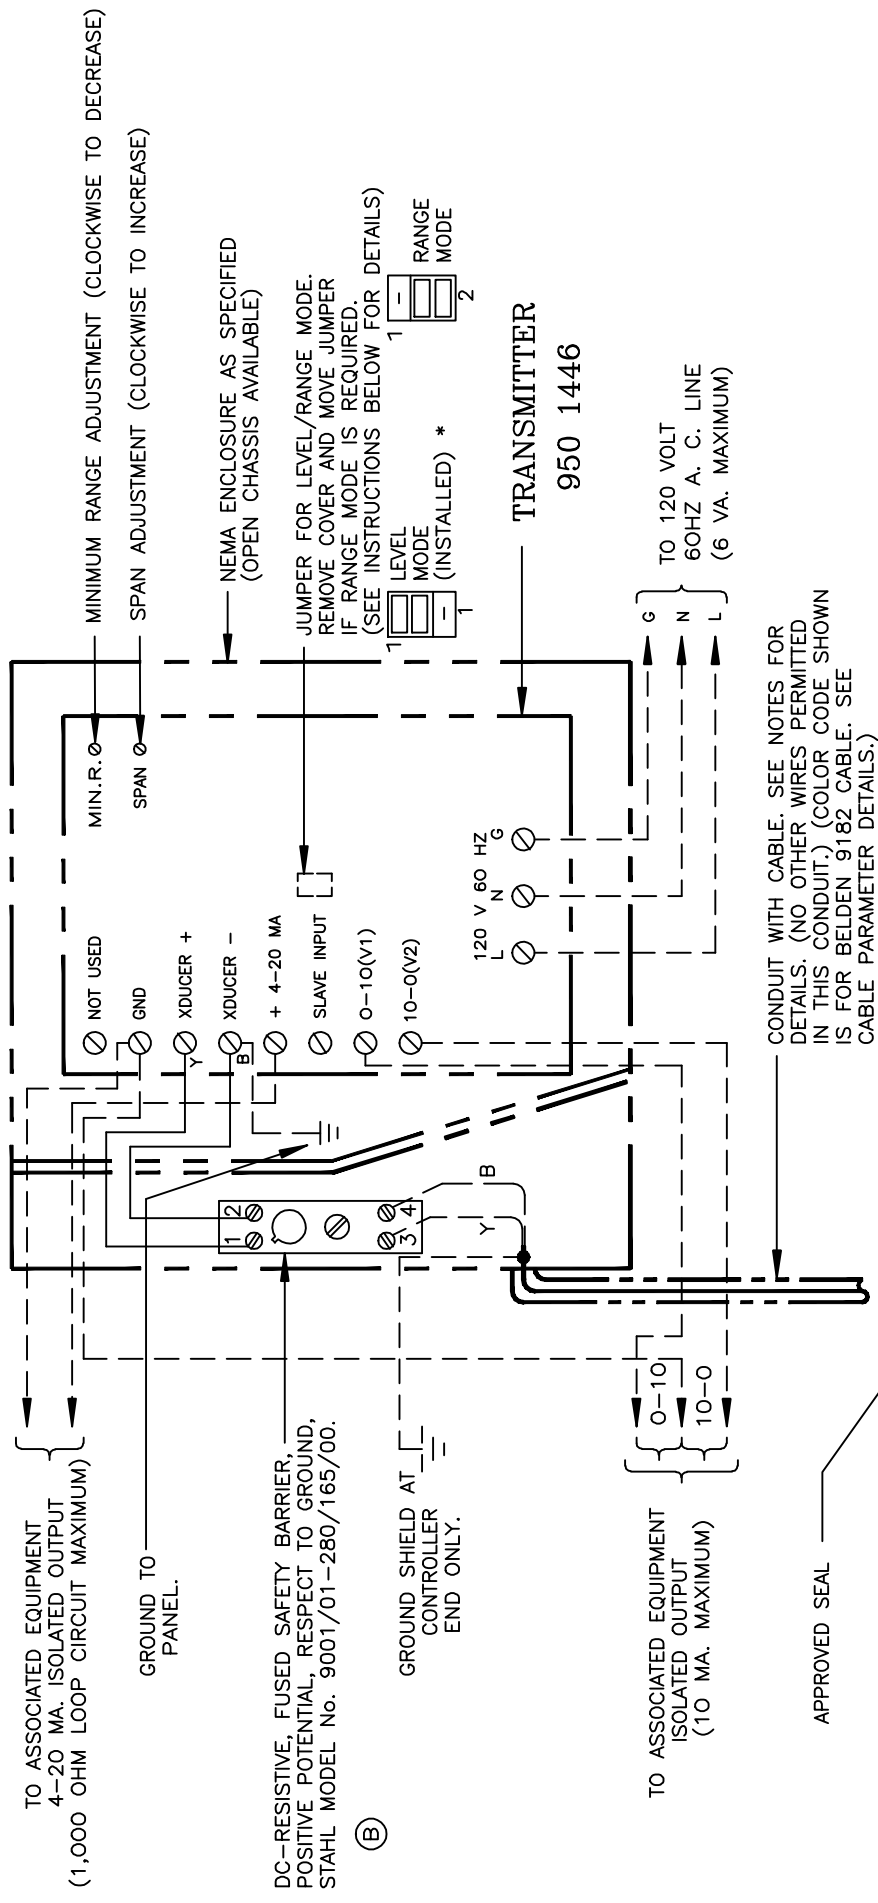 TO ASSOCIATED EQUIPMENT
4-20 MA. ISOLATED OUTPUT
(1,000 OHM LOOP CIRCUIT MAXIMUM)
GROUND TO
PANEL.
DC-RESISTIVE, FUSED SAFETY BARRIER,
POSITIVE POTENTIAL, RESPECT TO GROUND,
STAHL MODEL No. 9001/01-280/165/00.
B
GROUND SHIELD AT
CONTROLLER
END ONLY.
TO ASSOCIATED EQUIPMENT
ISOLATED OUTPUT
(10 MA. MAXIMUM)
0-10
10-0
APPROVED SEAL
1
2
3
4
Y
B
Y
B
NOT USED
GND
XDUCER +
XDUCER -
+ 4-20 MA
SLAVE INPUT
0-10(V1)
10-0(V2)
120 V 60 HZ
L
N
G
MIN.R.
SPAN
MINIMUM RANGE ADJUSTMENT (CLOCKWISE TO DECREASE)
SPAN ADJUSTMENT (CLOCKWISE TO INCREASE)
NEMA ENCLOSURE AS SPECIFIED
(OPEN CHASSIS AVAILABLE)
JUMPER FOR LEVEL/RANGE MODE.
REMOVE COVER AND MOVE JUMPER
IF RANGE MODE IS REQUIRED.
(SEE INSTRUCTIONS BELOW FOR DETAILS)
1
LEVEL
MODE
(INSTALLED) *
1
1
RANGE
MODE
2
TRANSMITTER
950 1446
G
N
L
TO 120 VOLT
60HZ A. C. LINE
(6 VA. MAXIMUM)
CONDUIT WITH CABLE. SEE NOTES FOR
DETAILS. (NO OTHER WIRES PERMITTED
IN THIS CONDUIT.) (COLOR CODE SHOWN
IS FOR BELDEN 9182 CABLE. SEE
CABLE PARAMETER DETAILS.)